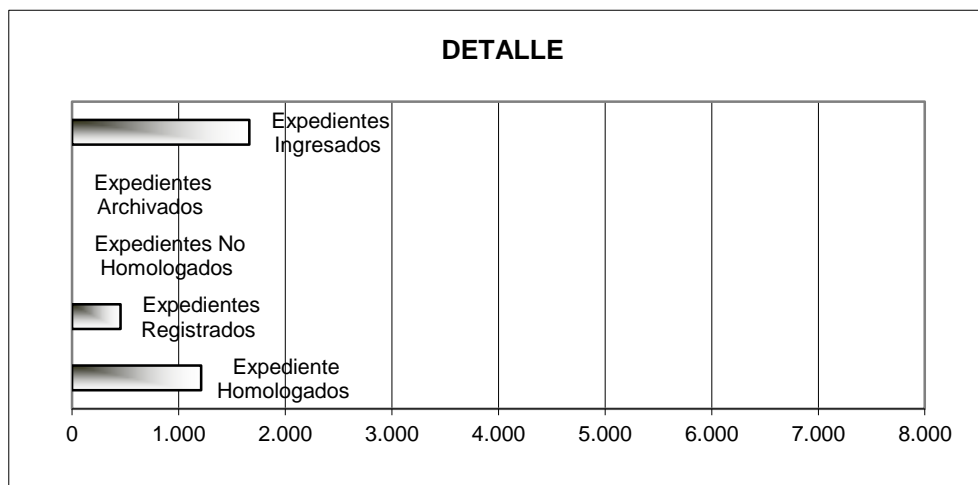 DETALLE
Expedientes
Ingresados
Expedientes
Archivados
Expedientes No
Homologados
Expedientes
Registrados
Expediente
Homologados
0 1.000 2.000 3.000 4.000 5.000 6.000 7.000 8.000